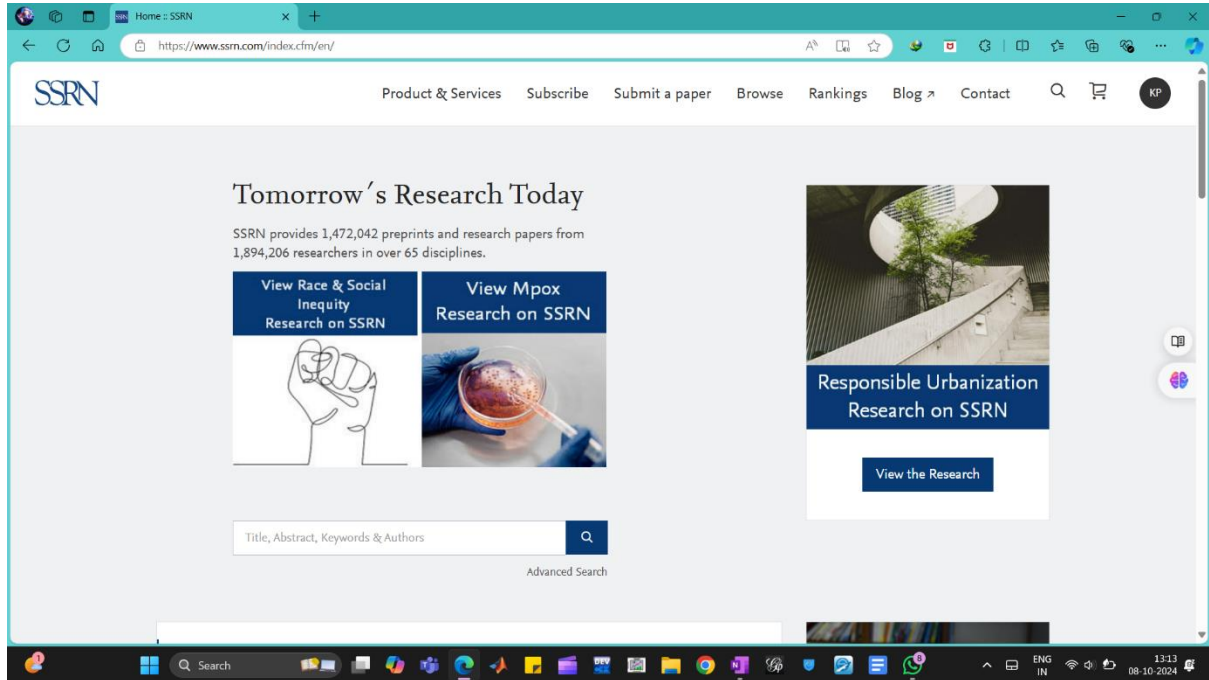 Home :: SSRN
https://www.ssrn.com/index.cfm/en/
SSRN
Product & Services Subscribe Submit a paper Browse Rankings Blog Contact
KP
Tomorrow´s Research Today
SSRN provides 1,472,042 preprints and research papers from
1,894,206 researchers in over 65 disciplines.
View Race & Social
Inequity
Research on SSRN
View Mpox
Research on SSRN
Responsible Urbanization
Research on SSRN
View the Research
Title, Abstract, Keywords & Authors
Advanced Search
Search
ENG
IN
13:13
08-10-2024